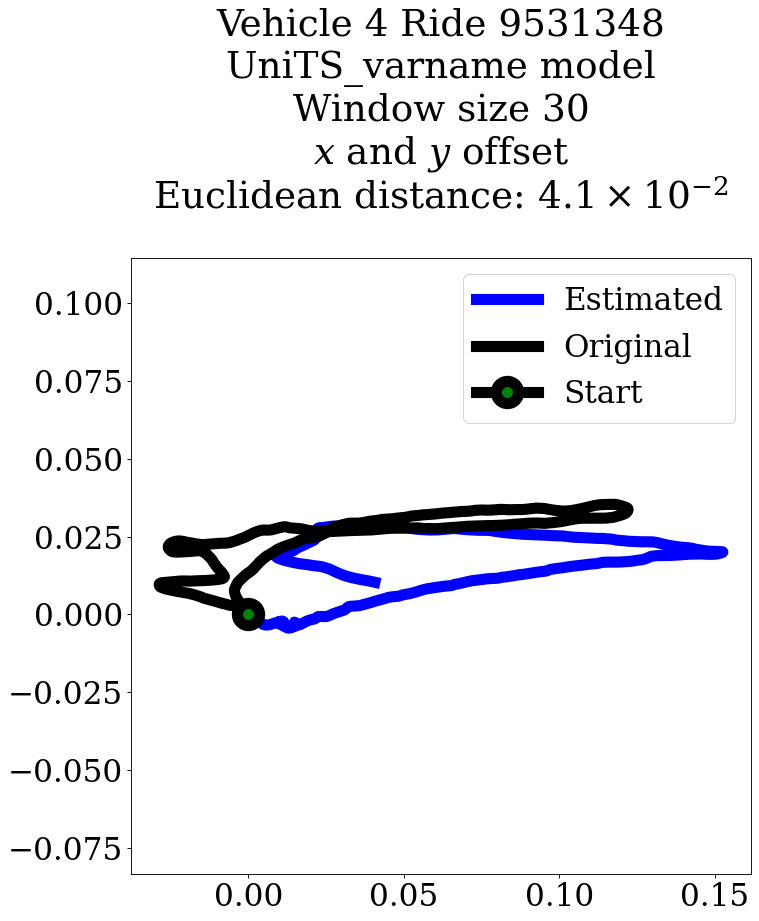 Vehicle 4 Ride 9531348
UniTS_varname model
Window size 30
x and y offset
Euclidean distance: 4.1 × 10⁻²
Estimated
Original
Start
0.100
0.075
0.050
0.025
0.000
−0.025
−0.050
−0.075
0.00 0.05 0.10 0.15